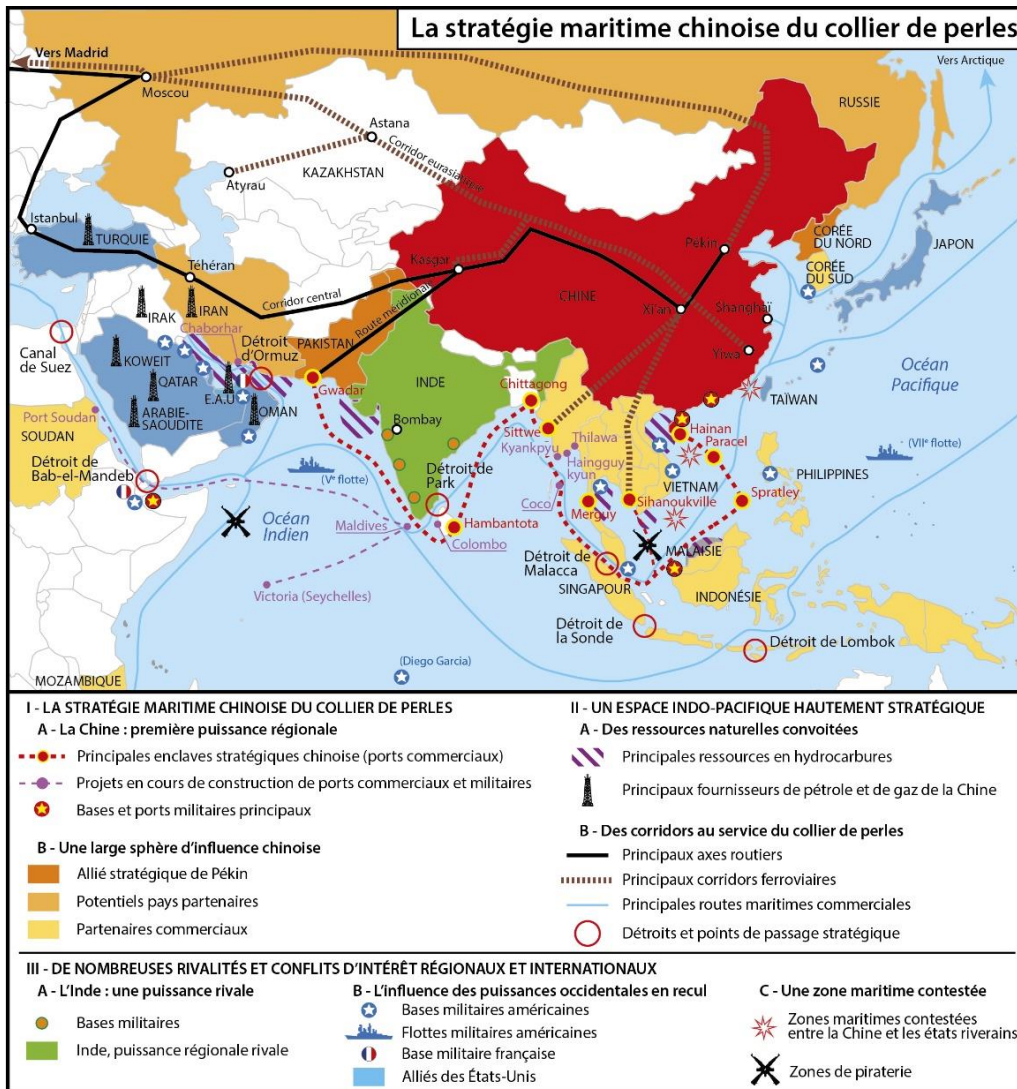 La stratégie maritime chinoise du collier de perles
Vers Madrid
Moscou
Vers Arctique
RUSSIE
Astana
Corridor eurasiannue
Atyrau
KAZAKHSTAN
Istanbul
TURQUIE
Téhéran
Corridor central
Kasgar
Route méridional
Pékin
CORÉE
DU NORD
CORÉE
DU SUD
JAPON
CHINE
Xi'an
Shanghaï
Yiwa
IRAK
IRAN
Chaborhar
Détroit
d'Ormuz
PAKISTAN
Canal
de Suez
KOWEIT
QATAR
E.A.U
ARABIE-
SAOUDITE
OMAN
Gwadar
INDE
Chittagong
Océan
Pacifique
TAÏWAN
Port Soudan
SOUDAN
Bombay
Sittwe
Kyankpyu
Thilawa
Haingguy
kyun
Hainan
Paracel
(VIIe flotte)
Détroit de
Bab-el-Mandeb
(Ve flotte)
Détroit de
Park
Coco
Merguy
VIETNAM
Sihanoukville
PHILIPPINES
Spratley
Océan
Indien
Maldives
Hambantota
Colombo
Détroit de
Malacca
MALAISIE
SINGAPOUR
INDONÉSIE
Victoria (Seychelles)
Détroit de
la Sonde
Détroit de Lombok
(Diego Garcia)
MOZAMBIQUE
I - LA STRATÉGIE MARITIME CHINOISE DU COLLIER DE PERLES
A - La Chine : première puissance régionale
Principales enclaves stratégiques chinoise (ports commerciaux)
Projets en cours de construction de ports commerciaux et militaires
Bases et ports militaires principaux
B - Une large sphère d'influence chinoise
Allié stratégique de Pékin
Potentiels pays partenaires
Partenaires commerciaux
II - UN ESPACE INDO-PACIFIQUE HAUTEMENT STRATÉGIQUE
A - Des ressources naturelles convoitées
Principales ressources en hydrocarbures
Principaux fournisseurs de pétrole et de gaz de la Chine
B - Des corridors au service du collier de perles
Principaux axes routiers
Principaux corridors ferroviaires
Principales routes maritimes commerciales
Détroits et points de passage stratégique
III - DE NOMBREUSES RIVALITÉS ET CONFLITS D'INTÉRÊT RÉGIONAUX ET INTERNATIONAUX
A - L'Inde : une puissance rivale
Bases militaires
Inde, puissance régionale rivale
B - L'influence des puissances occidentales en recul
Bases militaires américaines
Flottes militaires américaines
Base militaire française
Alliés des États-Unis
C - Une zone maritime contestée
Zones maritimes contestées
entre la Chine et les états riverains
Zones de piraterie